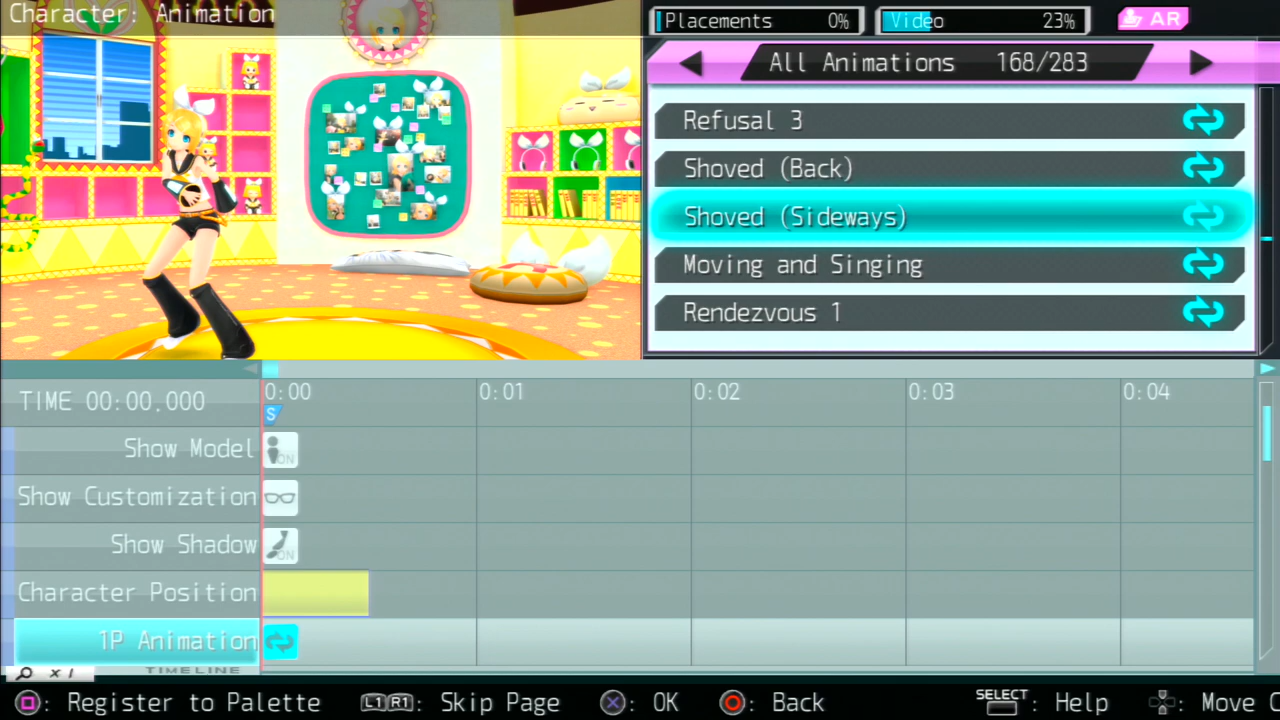 Character: Animation
Placements 0%
Video 23%
AR
All Animations 168/283
Refusal 3
Shoved (Back)
Shoved (Sideways)
Moving and Singing
Rendezvous 1
TIME 00:00.000
0:00
0:01
0:02
0:03
0:04
S
Show Model
ON
Show Customization
Show Shadow
ON
Character Position
1P Animation
x 1
TIMELINE
: Register to Palette
L1 R1 : Skip Page
: OK
: Back
SELECT : Help
: Move C